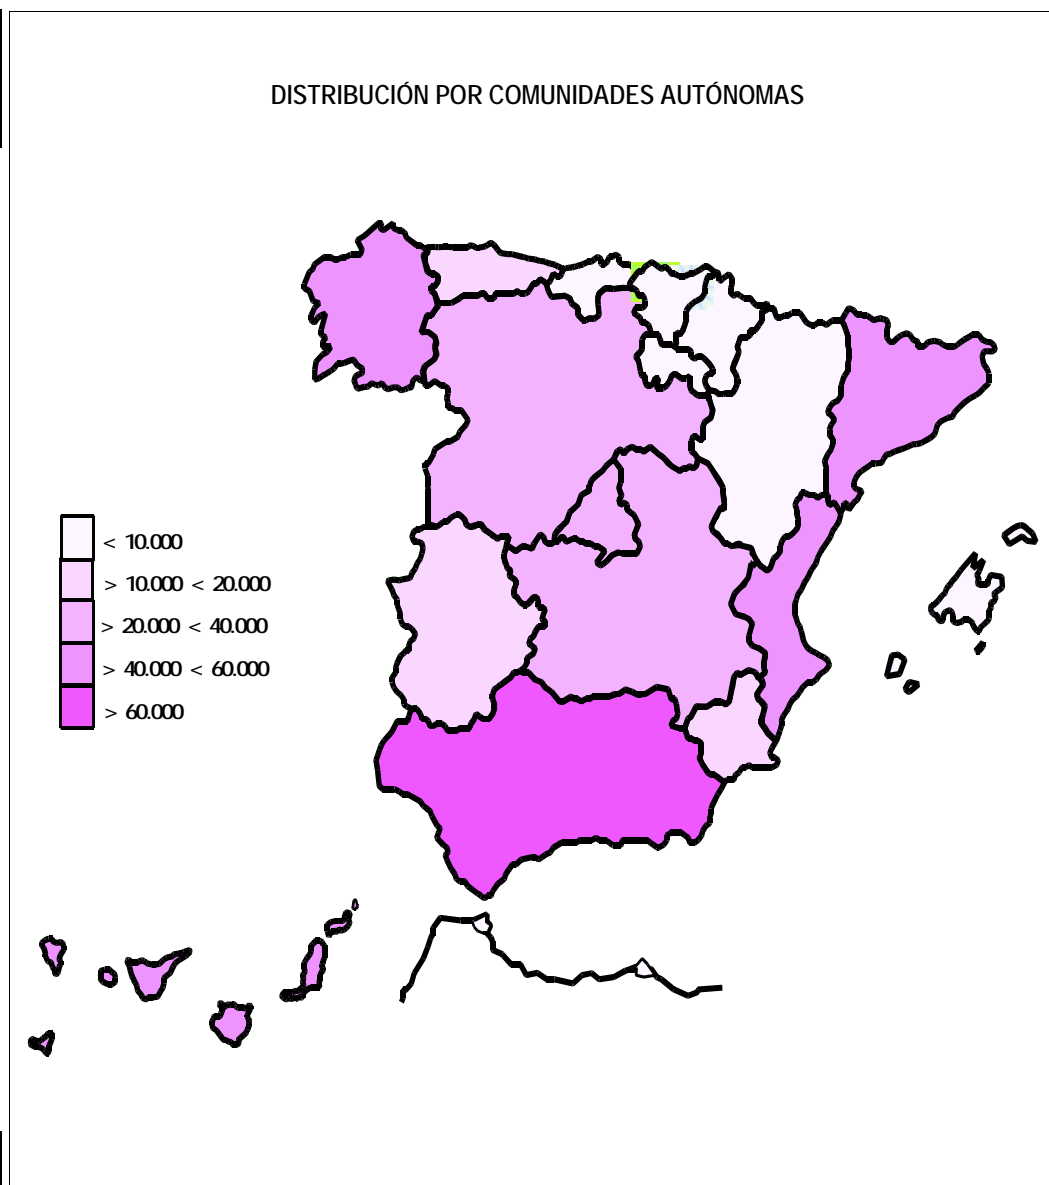 DISTRIBUCIÓN POR COMUNIDADES AUTÓNOMAS
< 10.000
> 10.000 < 20.000
> 20.000 < 40.000
> 40.000 < 60.000
> 60.000